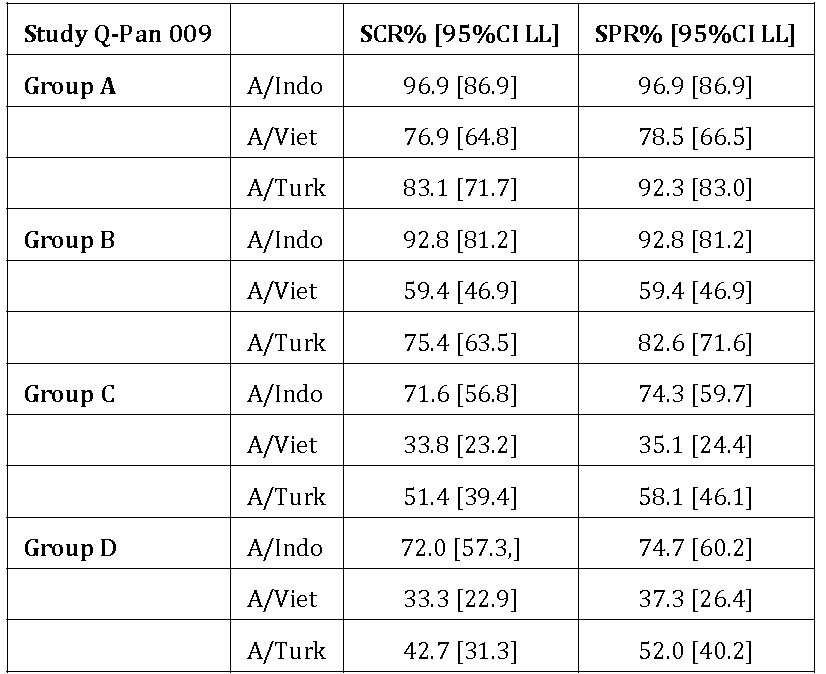 Study Q-Pan 009 SCR% [95%CI LL] SPR% [95%CI LL]
Group A A/Indo 96.9 [86.9] 96.9 [86.9]
A/Viet 76.9 [64.8] 78.5 [66.5]
A/Turk 83.1 [71.7] 92.3 [83.0]
Group B A/Indo 92.8 [81.2] 92.8 [81.2]
A/Viet 59.4 [46.9] 59.4 [46.9]
A/Turk 75.4 [63.5] 82.6 [71.6]
Group C A/Indo 71.6 [56.8] 74.3 [59.7]
A/Viet 33.8 [23.2] 35.1 [24.4]
A/Turk 51.4 [39.4] 58.1 [46.1]
Group D A/Indo 72.0 [57.3,] 74.7 [60.2]
A/Viet 33.3 [22.9] 37.3 [26.4]
A/Turk 42.7 [31.3] 52.0 [40.2]